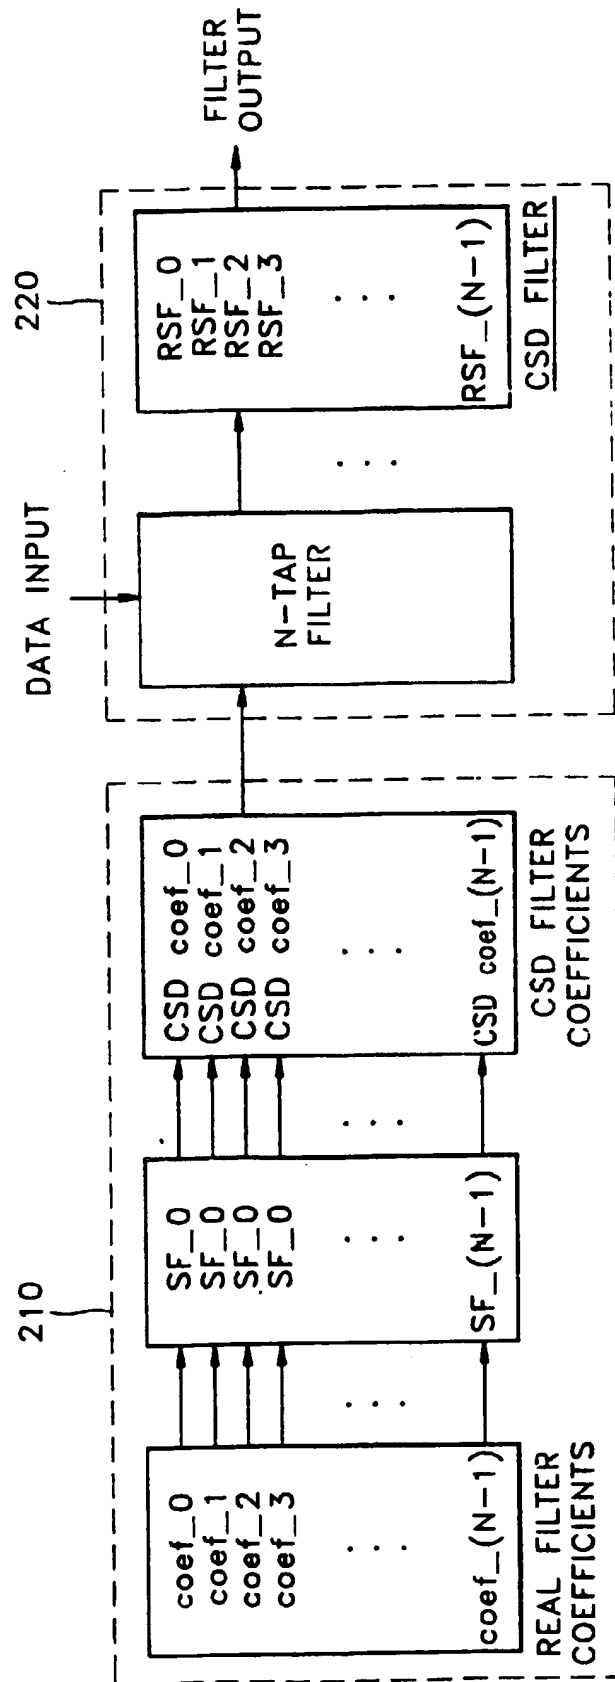 210
coef_0
coef_1
coef_2
coef_3
. . .
coef_(N-1)
REAL FILTER
COEFFICIENTS
. . .
SF_0
SF_0
SF_0
SF_0
. . .
SF_(N-1)
. . .
CSD coef_0
CSD coef_1
CSD coef_2
CSD coef_3
. . .
CSD coef_(N-1)
CSD FILTER
COEFFICIENTS
220
DATA INPUT
N-TAP
FILTER
. . .
RSF_0
RSF_1
RSF_2
RSF_3
. . .
RSF_(N-1)
CSD FILTER
FILTER
OUTPUT